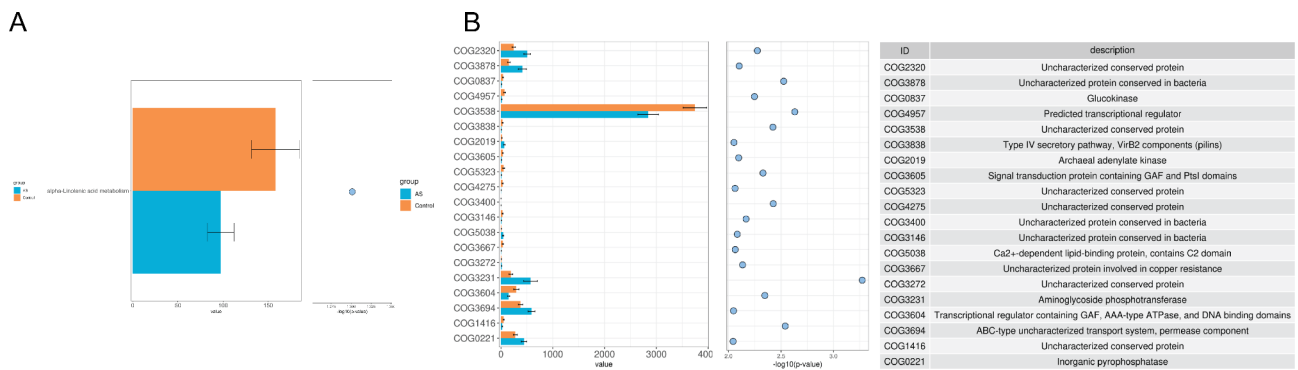 A
B
group
AS
Control
alpha-Linolenic acid metabolism
0 50 100 150
value
-log10(p-value)
group
AS
Control
COG2320
COG3878
COG0837
COG4957
COG3538
COG3838
COG2019
COG3605
COG5323
COG4275
COG3400
COG3146
COG5038
COG3667
COG3272
COG3231
COG3604
COG3694
COG1416
COG0221
0 1000 2000 3000 400
value
2.0 2.5 3.0
-log10(p-value)
ID description
COG2320 Uncharacterized conserved protein
COG3878 Uncharacterized protein conserved in bacteria
COG0837 Glucokinase
COG4957 Predicted transcriptional regulator
COG3538 Uncharacterized conserved protein
COG3838 Type IV secretory pathway, VirB2 components (pilins)
COG2019 Archaeal adenylate kinase
COG3605 Signal transduction protein containing GAF and PtsI domains
COG5323 Uncharacterized conserved protein
COG4275 Uncharacterized conserved protein
COG3400 Uncharacterized protein conserved in bacteria
COG3146 Uncharacterized protein conserved in bacteria
COG5038 Ca2+-dependent lipid-binding protein, contains C2 domain
COG3667 Uncharacterized protein involved in copper resistance
COG3272 Uncharacterized conserved protein
COG3231 Aminoglycoside phosphotransferase
COG3604 Transcriptional regulator containing GAF, AAA-type ATPase, and DNA binding domains
COG3694 ABC-type uncharacterized transport system, permease component
COG1416 Uncharacterized conserved protein
COG0221 Inorganic pyrophosphatase